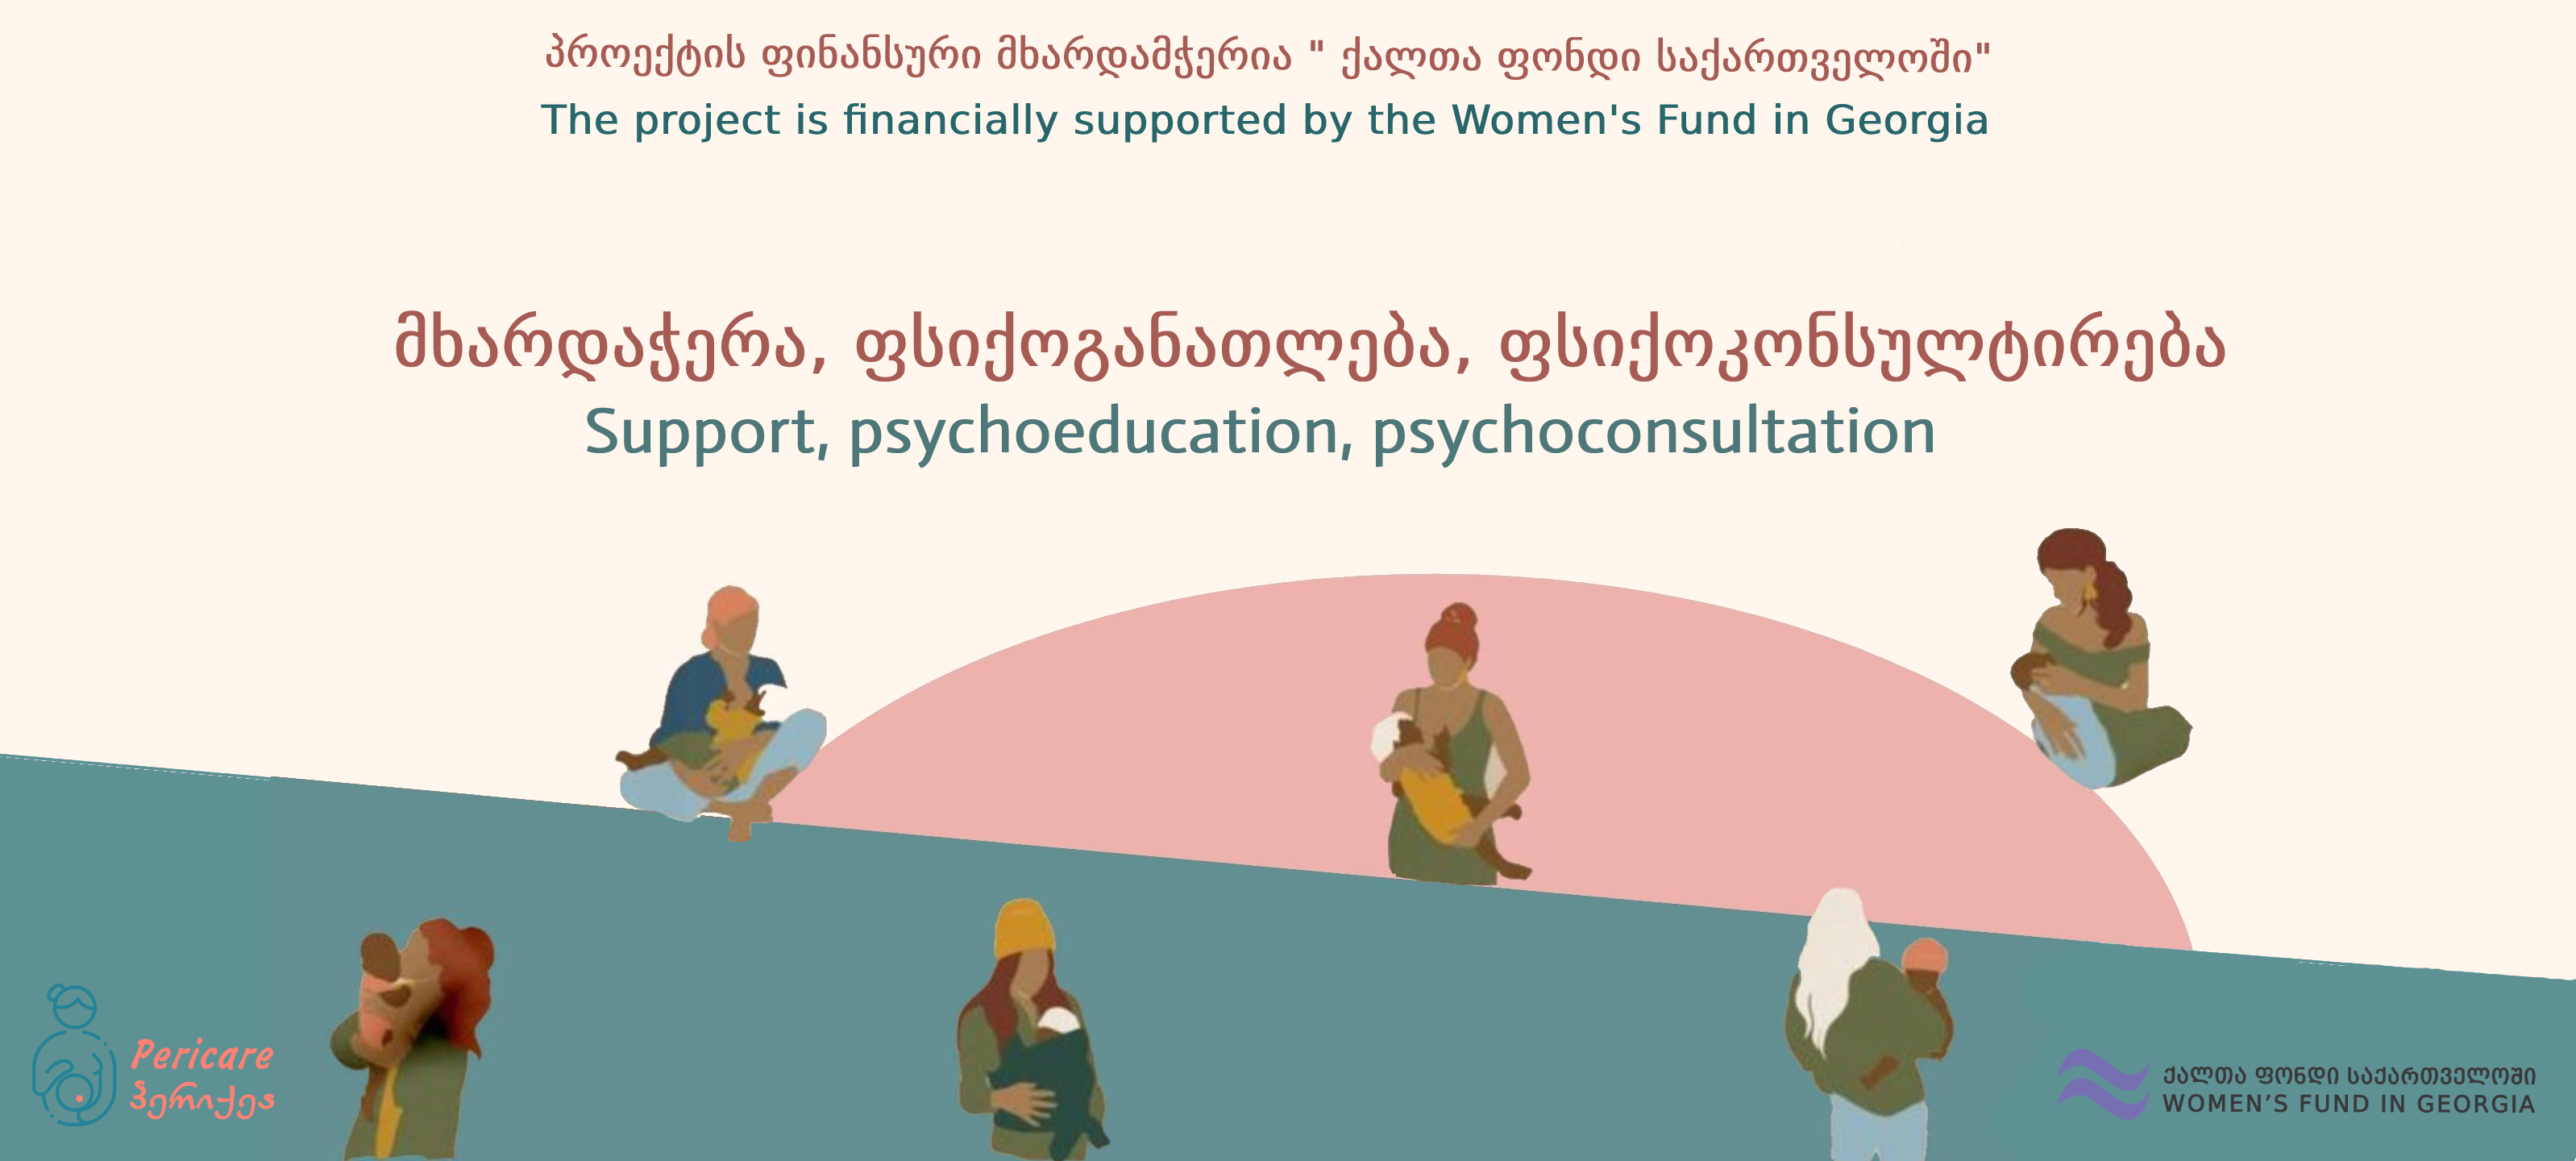 პროექტის ფინანსური მხარდამჭერია " ქალთა ფონდი საქართველოში"
The project is financially supported by the Women's Fund in Georgia
მხარდაჭერა, ფსიქოგანათლება, ფსიქოკონსულტირება
Support, psychoeducation, psychoconsultation
Pericare
პერიქეა
ქალთა ფონდი საქართველოში
WOMEN'S FUND IN GEORGIA